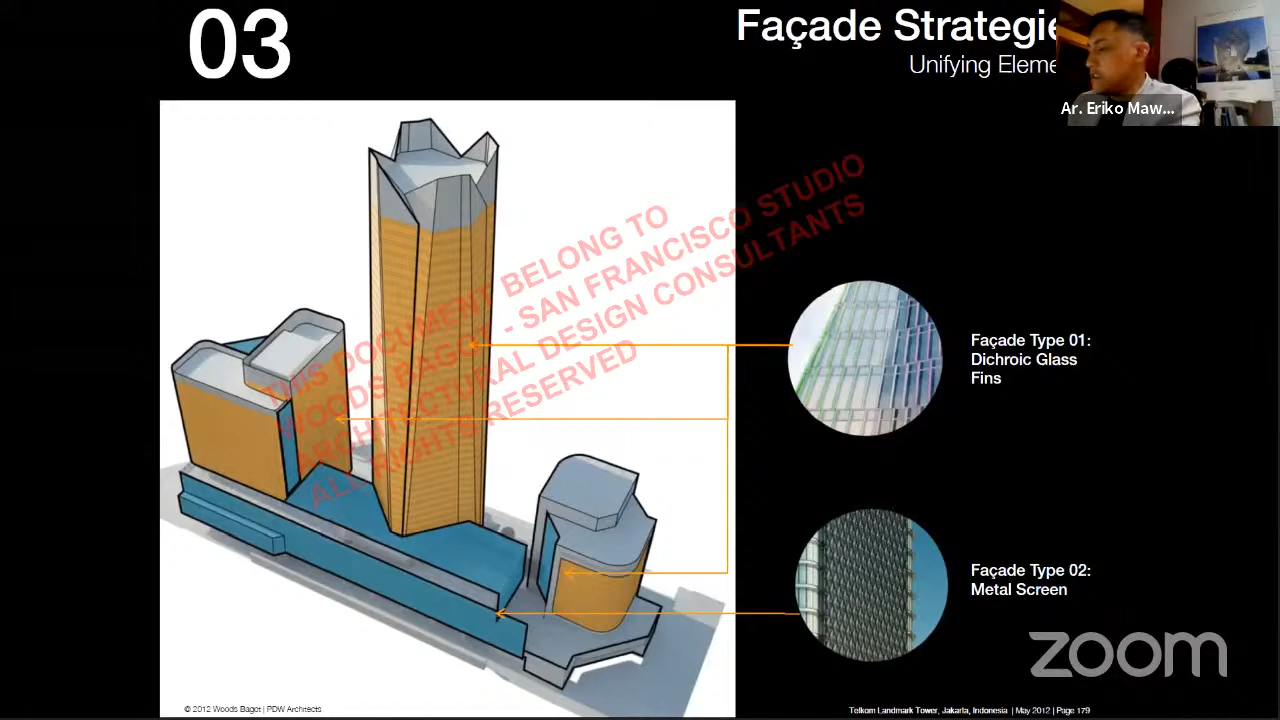 03
Façade Strategie
Unifying Eleme
Ar. Eriko Maw...
THIS DOCUMENT BELONG TO
WOODS BAGOT - SAN FRANCISCO STUDIO
ARCHITECTURAL DESIGN CONSULTANTS
ALL RIGHTS RESERVED
Façade Type 01:
Dichroic Glass
Fins
Façade Type 02:
Metal Screen
zoom
© 2012 Woods Bagot | PDW Architects
Telkom Landmark Tower, Jakarta, Indonesia | May 2012 | Page 179